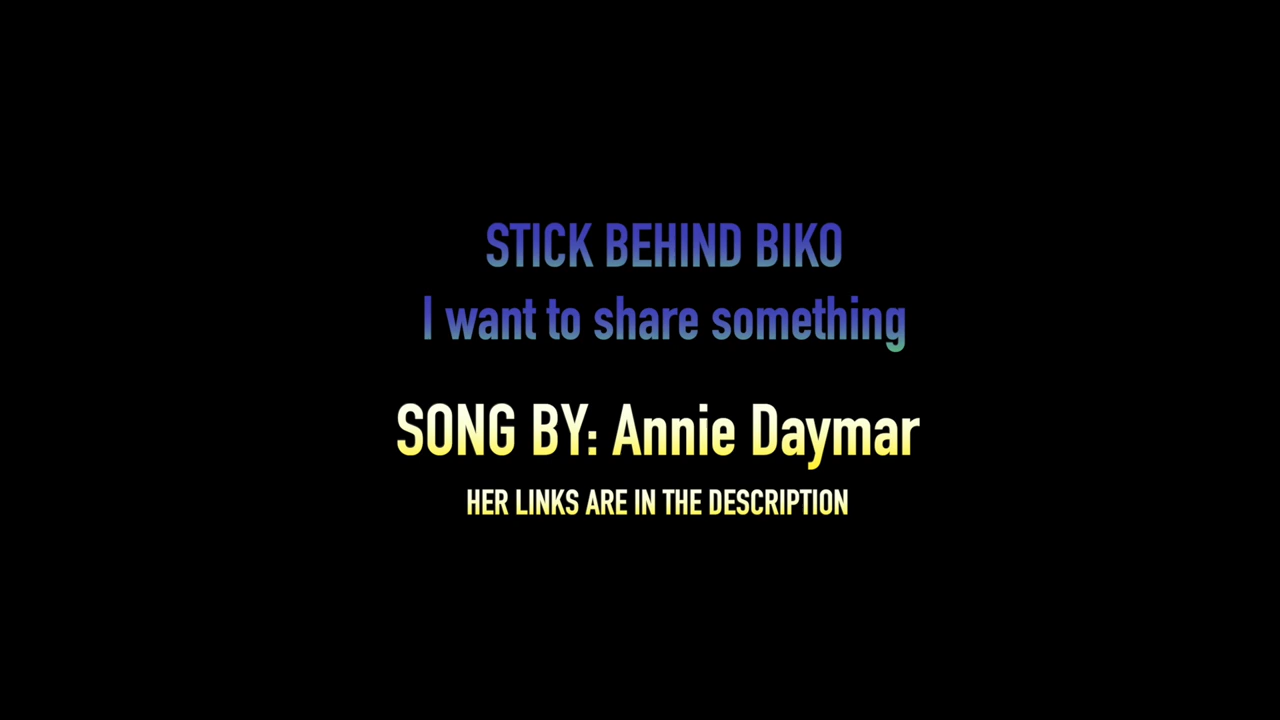 STICK BEHIND BIKO
I want to share something
SONG BY: Annie Daymar
HER LINKS ARE IN THE DESCRIPTION